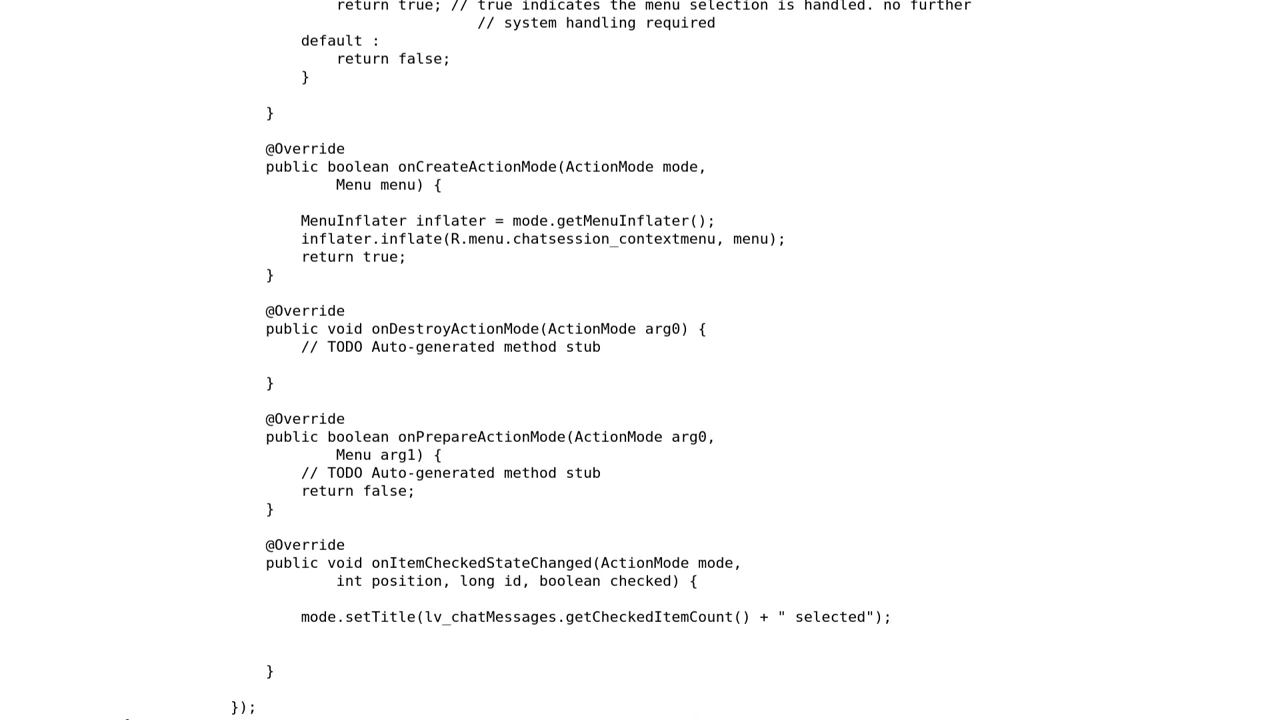 return true; // true indicates the menu selection is handled. no further
// system handling required
default :
return false;
}
}
@Override
public boolean onCreateActionMode(ActionMode mode,
Menu menu) {
MenuInflater inflater = mode.getMenuInflater();
inflater.inflate(R.menu.chatsession_contextmenu, menu);
return true;
}
@Override
public void onDestroyActionMode(ActionMode arg0) {
// TODO Auto-generated method stub
}
@Override
public boolean onPrepareActionMode(ActionMode arg0,
Menu arg1) {
// TODO Auto-generated method stub
return false;
}
@Override
public void onItemCheckedStateChanged(ActionMode mode,
int position, long id, boolean checked) {
mode.setTitle(lv_chatMessages.getCheckedItemCount() + " selected");
}
});